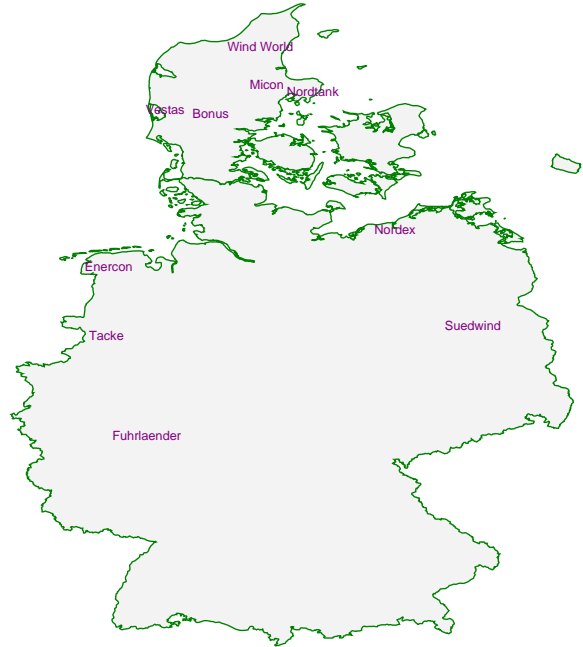 Wind World
Micon
Nordtank
Vestas
Bonus
Nordex
Enercon
Suedwind
Tacke
Fuhrlaender